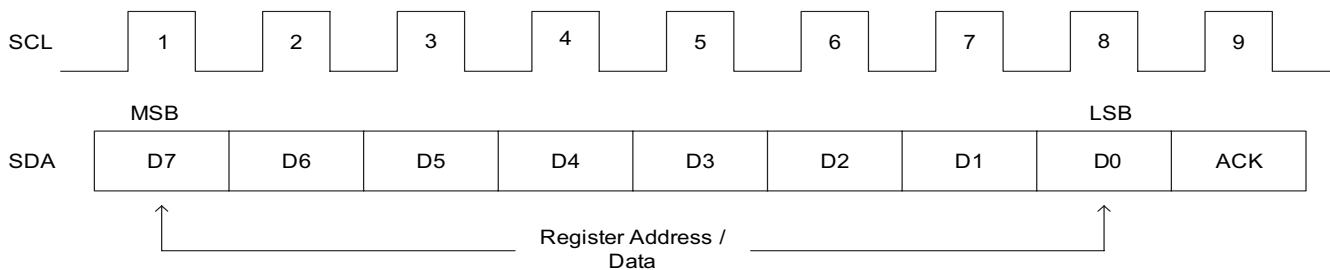 SCL 1 2 3 4 5 6 7 8 9
MSB LSB
SDA D7 D6 D5 D4 D3 D2 D1 D0 ACK
Register Address /
Data